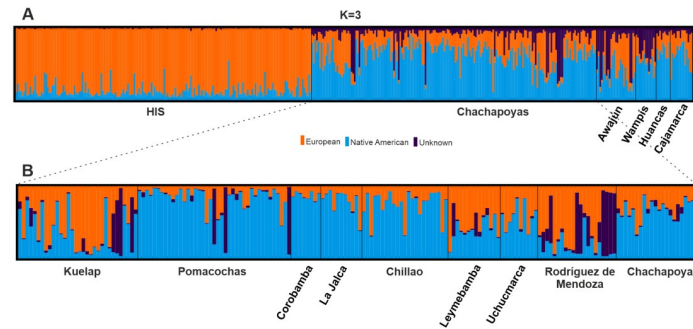 A
K=3
HIS
Chachapoyas
Awajún
Wampis
Huancas
Cajamarca
European Native American Unknown
B
Kuelap
Pomacochas
Corobamba
La Jalca
Chillao
Leymebamba
Uchucmarca
Rodríguez de
Mendoza
Chachapoya